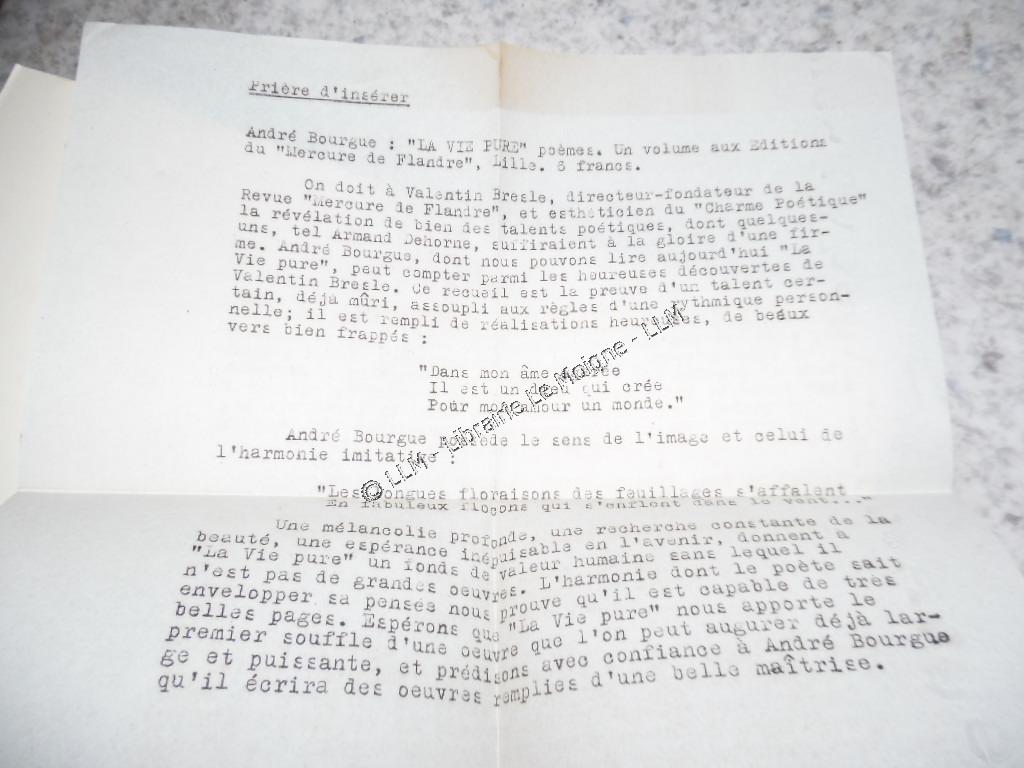 Prière d'insérer
André Bourgue : "LA VIE PURE" poèmes. Un volume aux Editions
du "Mercure de Flandre", Lille. 6 francs.
On doit à Valentin Bresle, directeur-fondateur de la
Revue "Mercure de Flandre", et esthéticien du "Charme Poétique"
la révélation de bien des talents poétiques, dont quelques-
uns, tel Armand Dehorne, suffiraient à la gloire d'une fir-
me. André Bourgue, dont nous pouvons lire aujourd'hui "La
Vie pure", peut compter parmi les heureuses découvertes de
Valentin Bresle. Ce recueil est la preuve d'un talent cer-
tain, déjà mûri, assoupli aux règles d'une rythmique person-
nelle; il est rempli de réalisations heureuses, de beaux
vers bien frappés :
"Dans mon âme
Il est un dieu qui crée
Pour mon amour un monde."
André Bourgue possède le sens de l'image et celui de
l'harmonie imitative :
"Les longues floraisons des feuillages s'affalent
En fabuleux flocons qui s'enflent dans le vent..."
Une mélancolie profonde, une recherche constante de la
beauté, une espérance inépuisable en l'avenir, donnent à
"La Vie pure" un fonds de valeur humaine sans lequel il
n'est pas de grandes oeuvres. L'harmonie dont le poète sait
envelopper sa pensée nous prouve qu'il est capable de très
belles pages. Espérons que "La Vie pure" nous apporte le
premier souffle d'une oeuvre que l'on peut augurer déjà lar-
ge et puissante, et prédisons avec confiance à André Bourgue
qu'il écrira des oeuvres remplies d'une belle maîtrise.
© LLM - Librairie Le Moigne - LLM